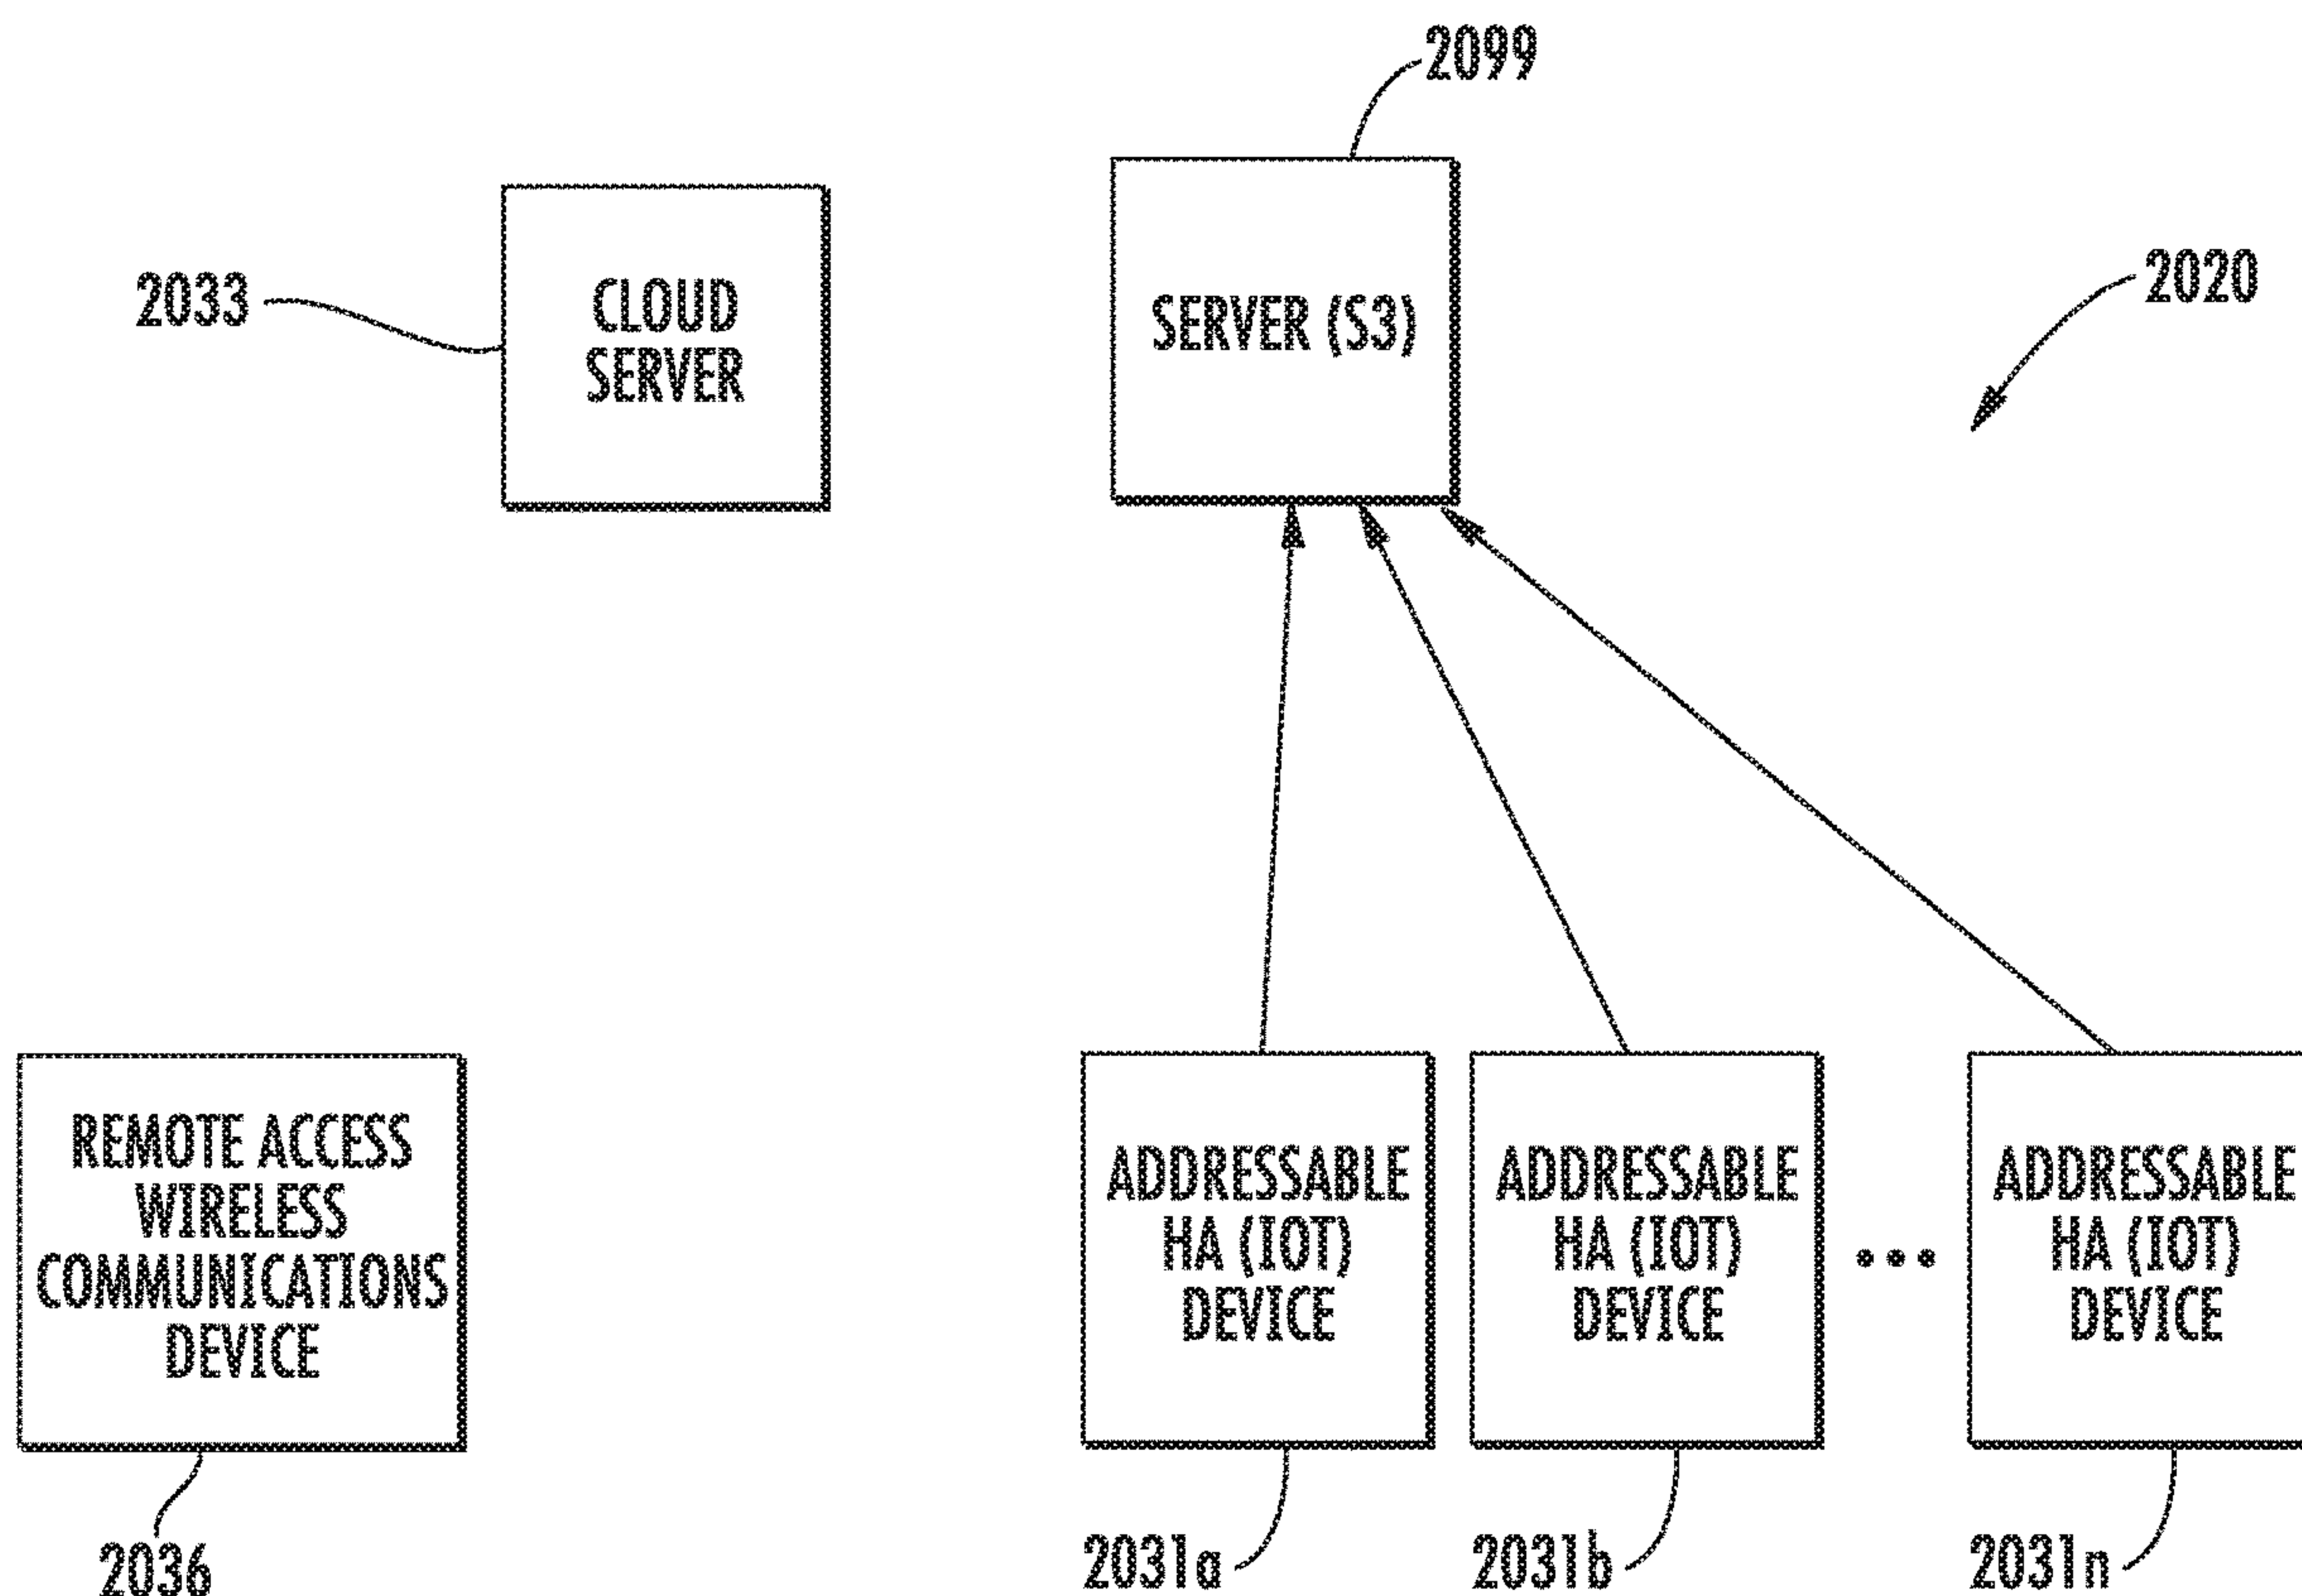 2099
2033
CLOUD
SERVER
SERVER (S3)
2020
REMOTE ACCESS
WIRELESS
COMMUNICATIONS
DEVICE
ADDRESSABLE
HA (IOT)
DEVICE
ADDRESSABLE
HA (IOT)
DEVICE
ADDRESSABLE
HA (IOT)
DEVICE
2036
2031a
2031b
2031n